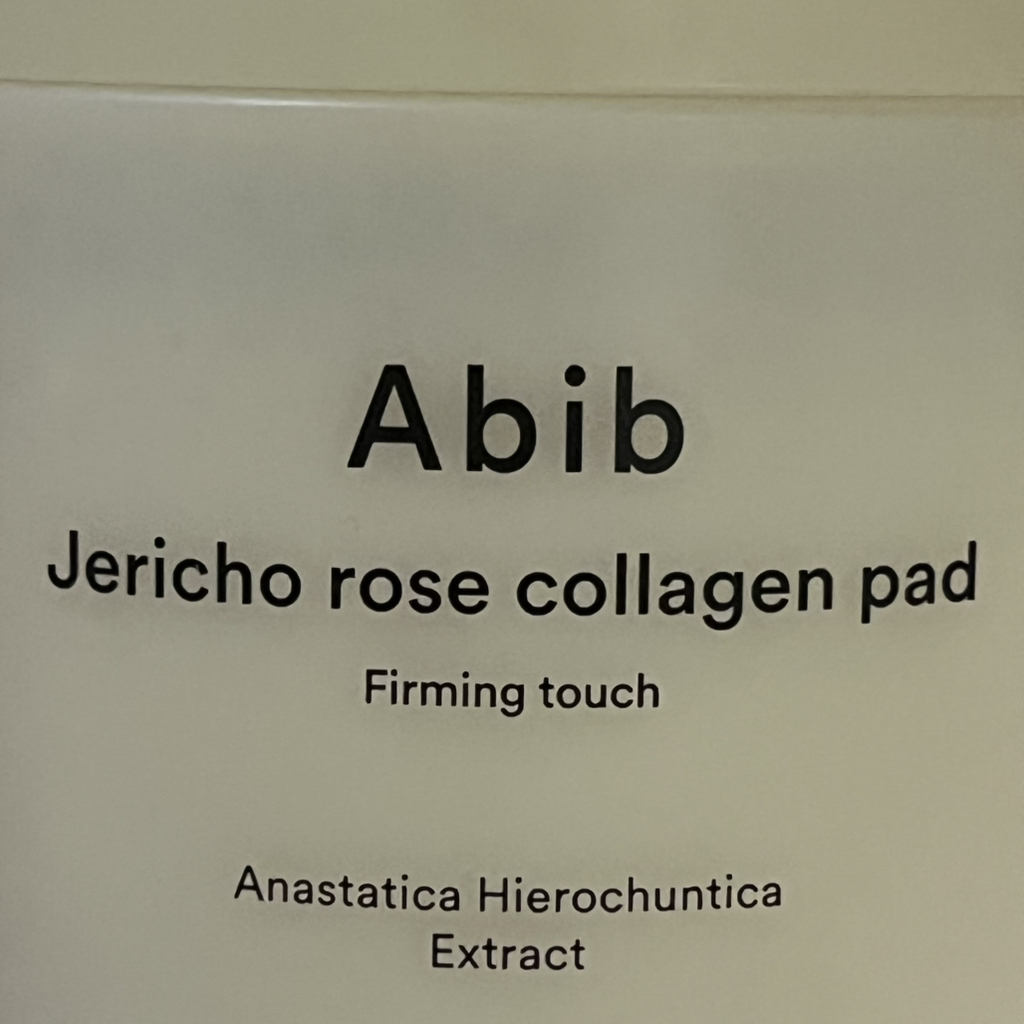 Abib
Jericho rose collagen pad
Firming touch
Anastatica Hierochuntica
Extract